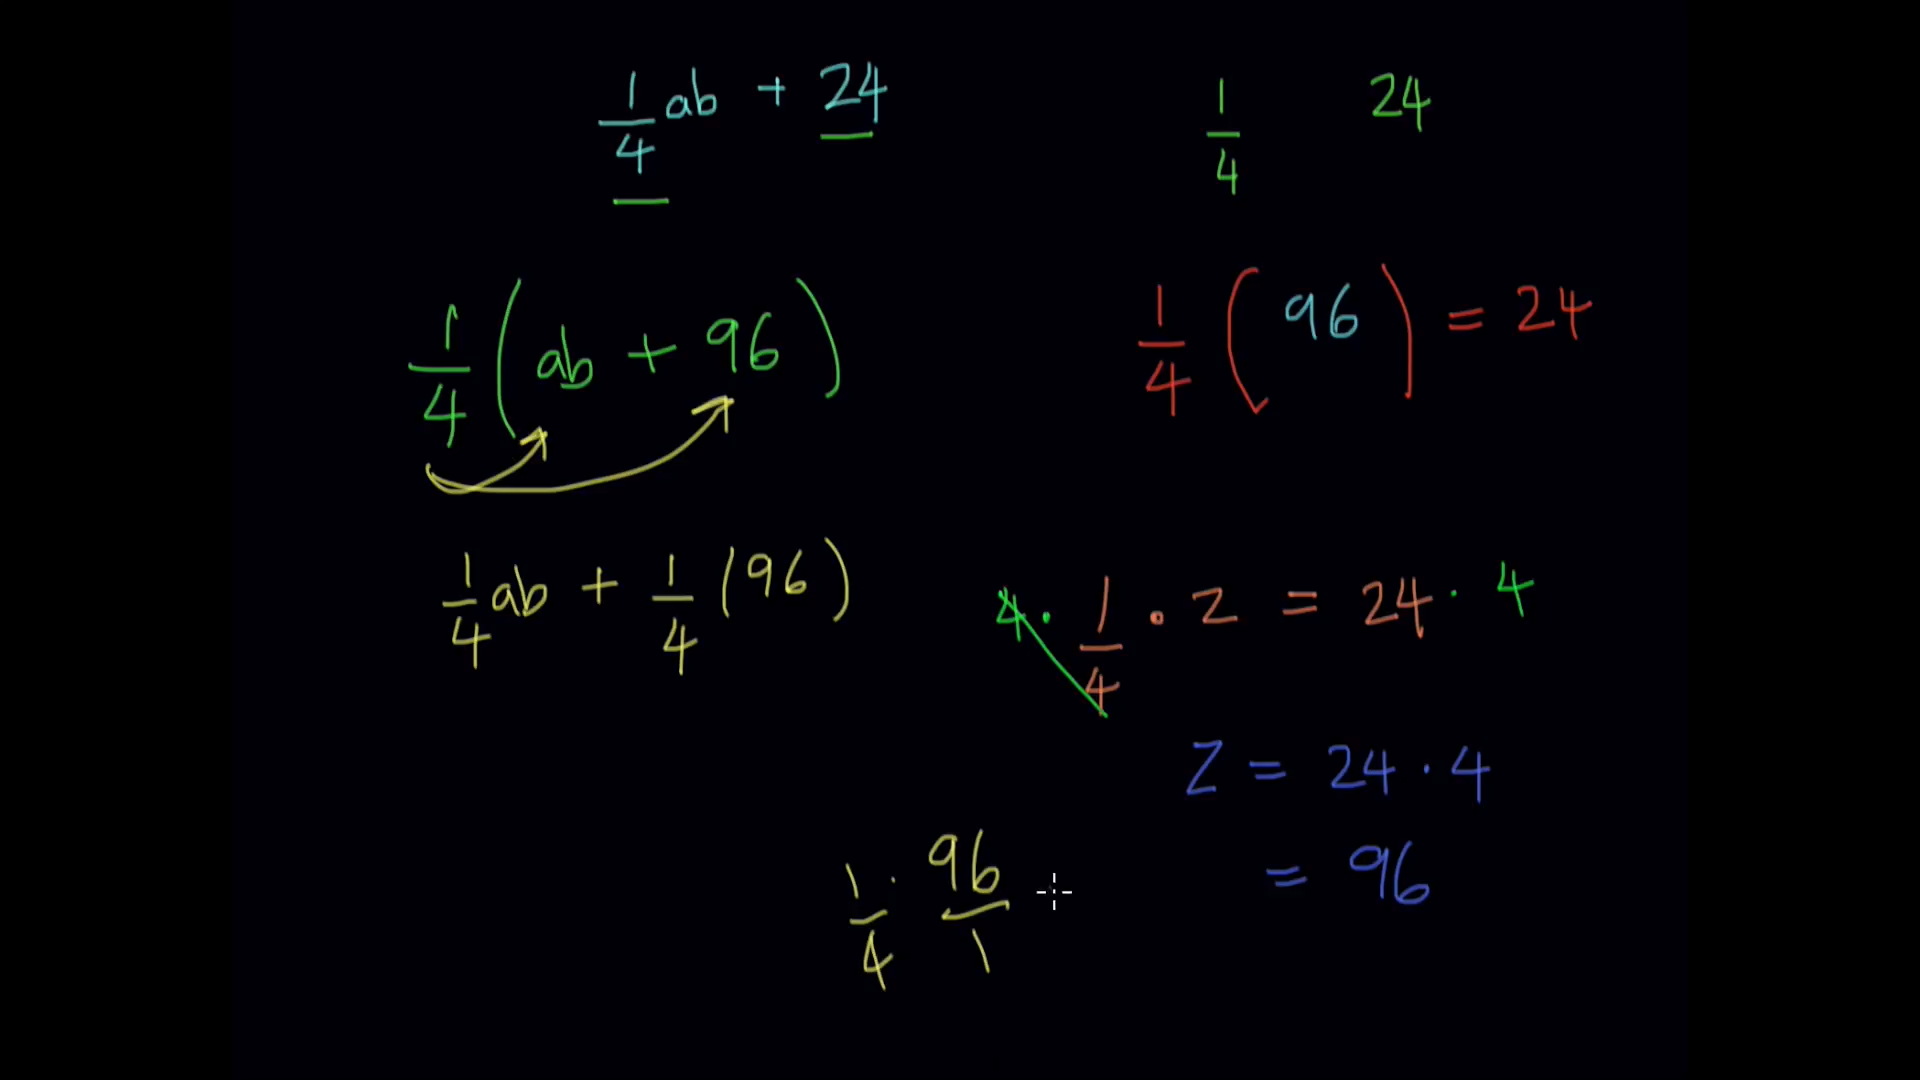 1/4 ab + 24
1/4 24
1/4 (ab + 96)
1/4 (96) = 24
1/4 ab + 1/4 (96)
4 · 1/4 · z = 24 · 4
z = 24 · 4
= 96
1/4 · 96/1